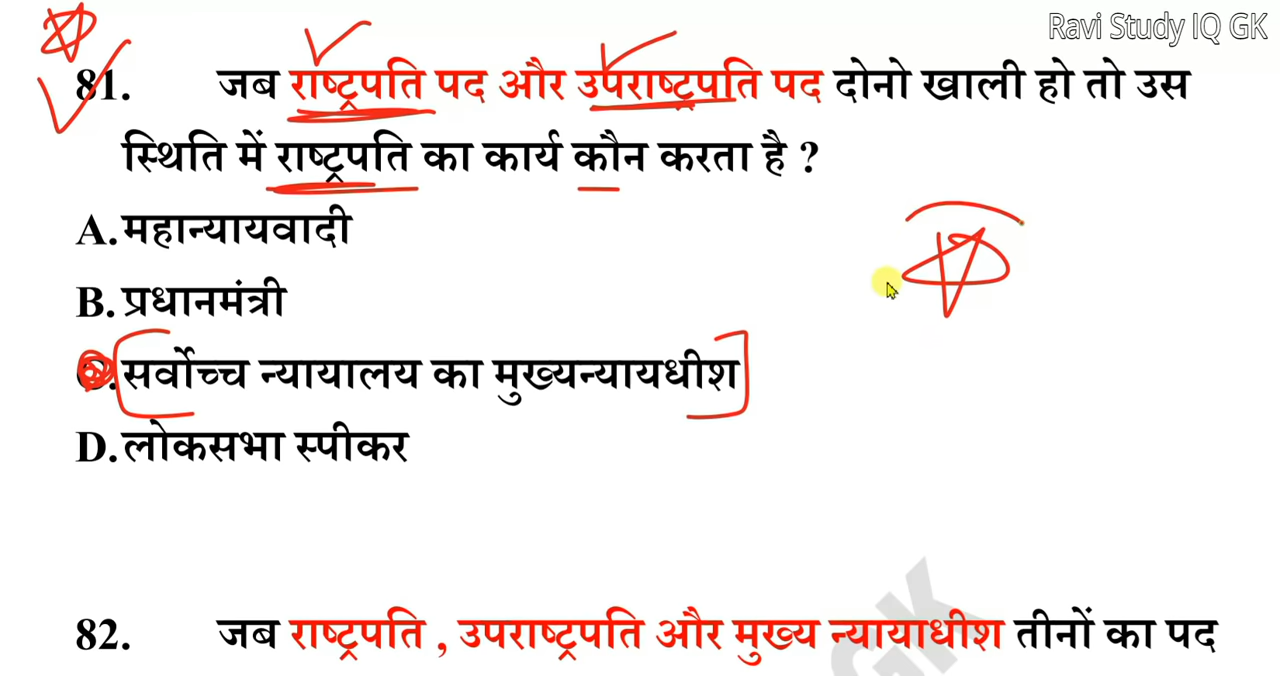 Ravi Study IQ GK
81. जब राष्ट्रपति पद और उपराष्ट्रपति पद दोनो खाली हो तो उस
स्थिति में राष्ट्रपति का कार्य कौन करता है ?
A. महान्यायवादी
B. प्रधानमंत्री
C. सर्वोच्च न्यायालय का मुख्यन्यायधीश
D. लोकसभा स्पीकर
GK
82. जब राष्ट्रपति , उपराष्ट्रपति और मुख्य न्यायाधीश तीनों का पद